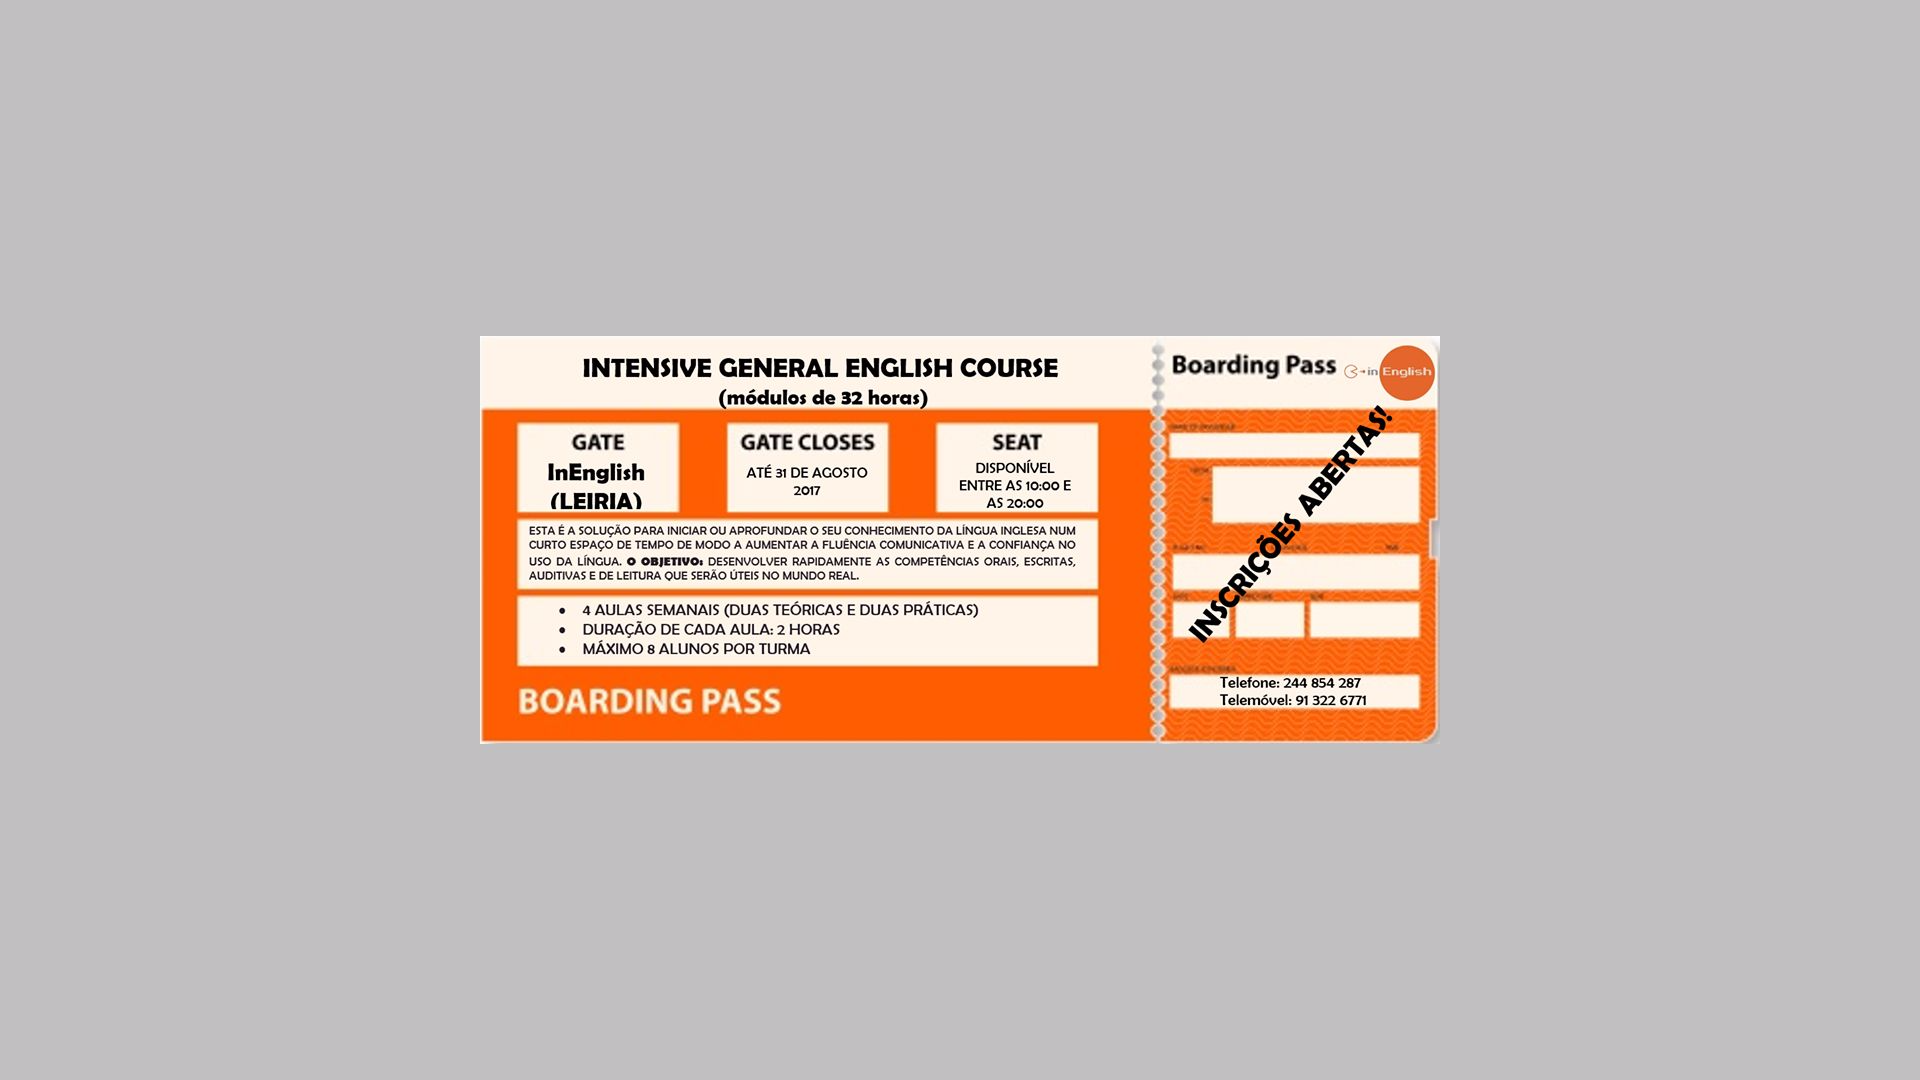 INTENSIVE GENERAL ENGLISH COURSE
(módulos de 32 horas)
GATE
InEnglish
(LEIRIA)
GATE CLOSES
ATÉ 31 DE AGOSTO
2017
SEAT
DISPONÍVEL
ENTRE AS 10:00 E
AS 20:00
ESTA É A SOLUÇÃO PARA INICIAR OU APROFUNDAR O SEU CONHECIMENTO DA LÍNGUA INGLESA NUM
CURTO ESPAÇO DE TEMPO DE MODO A AUMENTAR A FLUÊNCIA COMUNICATIVA E A CONFIANÇA NO
USO DA LÍNGUA. O OBJETIVO: DESENVOLVER RAPIDAMENTE AS COMPETÊNCIAS ORAIS, ESCRITAS,
AUDITIVAS E DE LEITURA QUE SERÃO ÚTEIS NO MUNDO REAL.
• 4 AULAS SEMANAIS (DUAS TEÓRICAS E DUAS PRÁTICAS)
• DURAÇÃO DE CADA AULA: 2 HORAS
• MÁXIMO 8 ALUNOS POR TURMA
BOARDING PASS
Boarding Pass
in English
INSCRIÇÕES ABERTAS!
Telefone: 244 854 287
Telemóvel: 91 322 6771